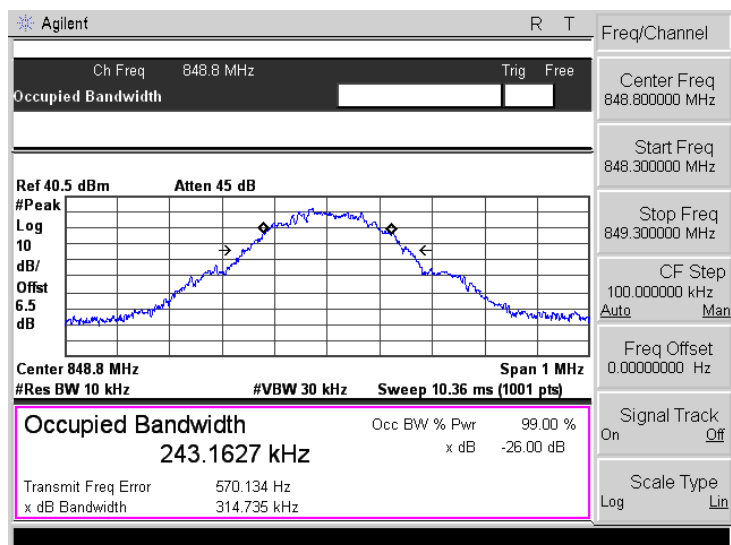 Agilent R T
Ch Freq 848.8 MHz Trig Free
Occupied Bandwidth
Ref 40.5 dBm Atten 45 dB
#Peak
Log
10
dB/
Offst
6.5
dB
Center 848.8 MHz Span 1 MHz
#Res BW 10 kHz #VBW 30 kHz Sweep 10.36 ms (1001 pts)
Occupied Bandwidth Occ BW % Pwr 99.00 %
243.1627 kHz x dB -26.00 dB
Transmit Freq Error 570.134 Hz
x dB Bandwidth 314.735 kHz
Freq/Channel
Center Freq
848.800000 MHz
Start Freq
848.300000 MHz
Stop Freq
849.300000 MHz
CF Step
100.000000 kHz
Auto Man
Freq Offset
0.00000000 Hz
Signal Track
On Off
Scale Type
Log Lin